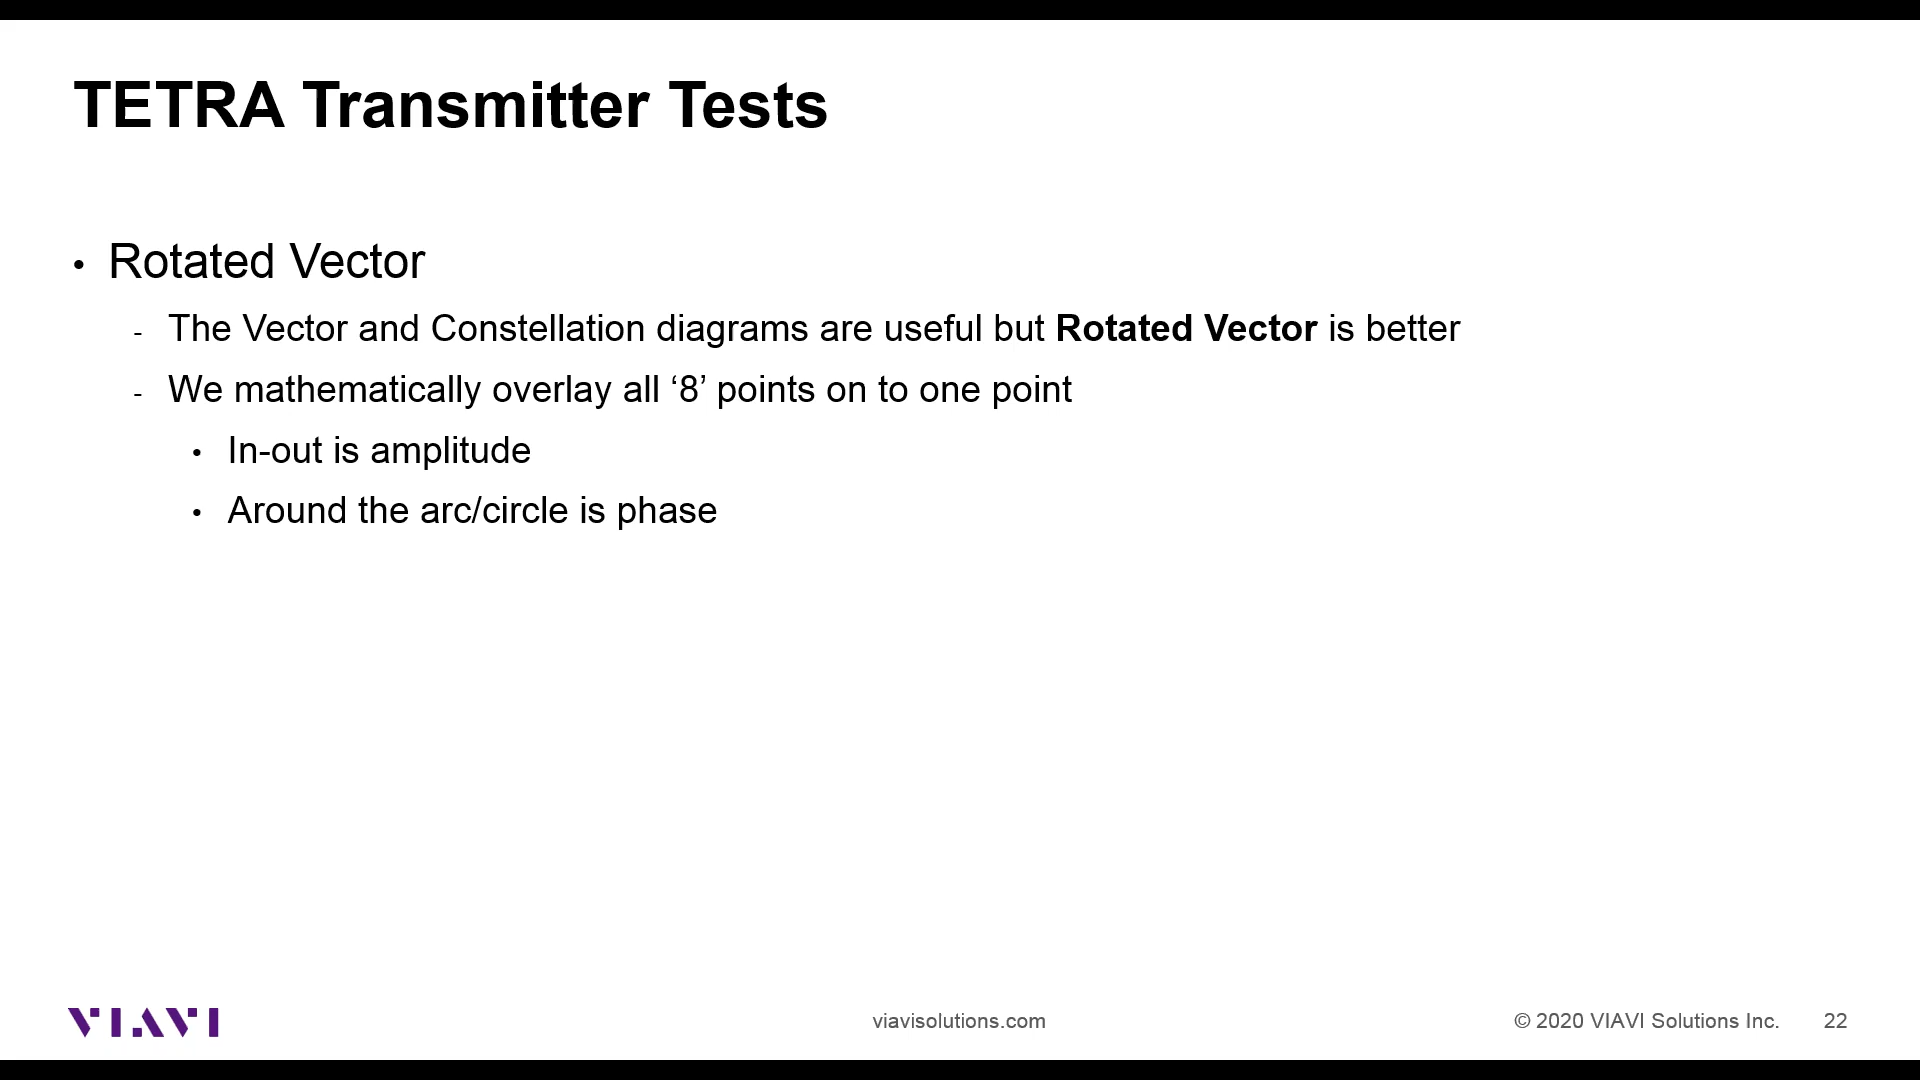 TETRA Transmitter Tests
• Rotated Vector
- The Vector and Constellation diagrams are useful but Rotated Vector is better
- We mathematically overlay all ‘8’ points on to one point
• In-out is amplitude
• Around the arc/circle is phase
VIAVI
viavisolutions.com
© 2020 VIAVI Solutions Inc.
22